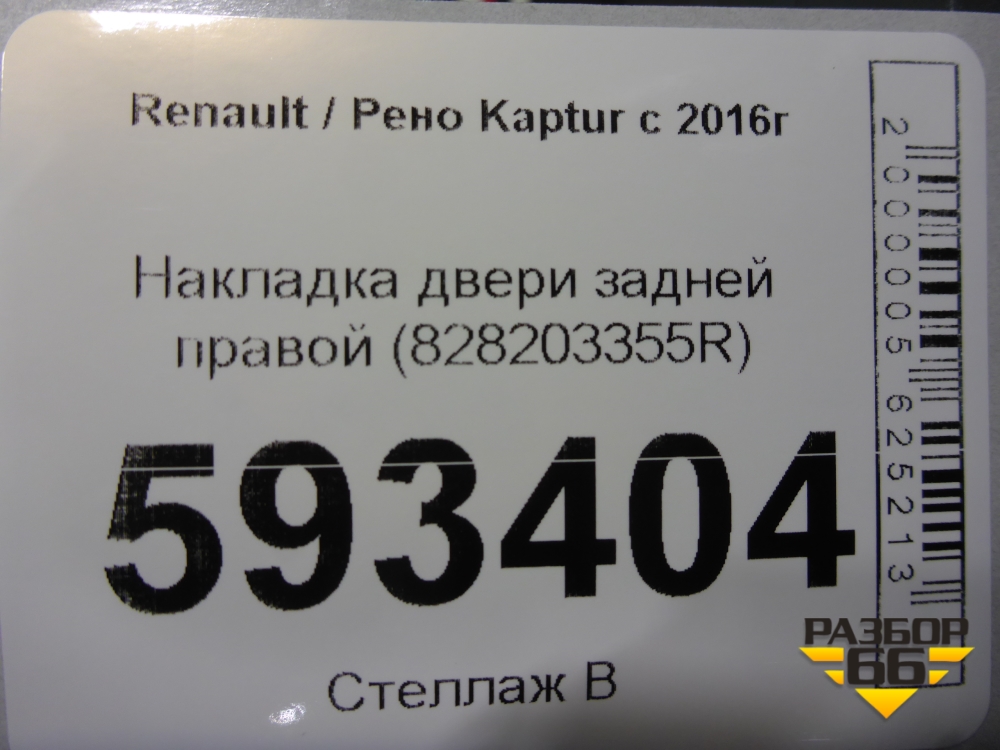 Renault / Рено Kaptur с 2016г
Накладка двери задней
правой (828203355R)
593404
Стеллаж В
2000005625213
РАЗБОР
66